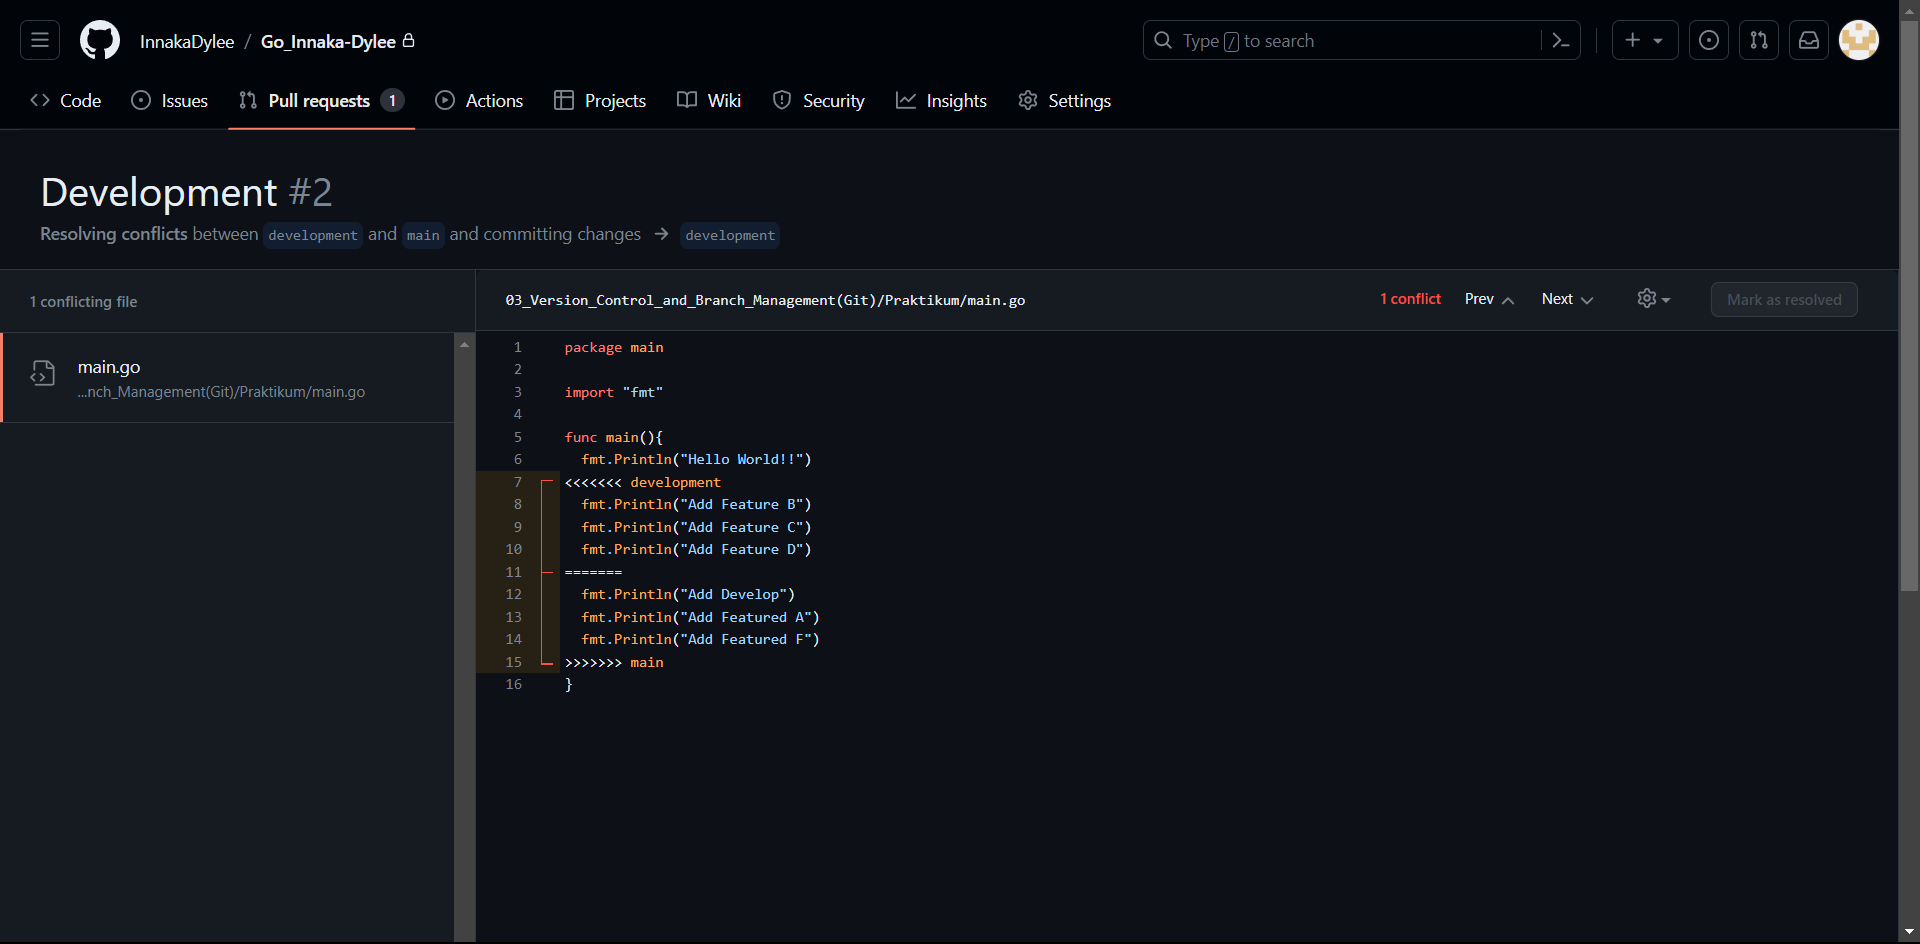 InnakaDylee / Go_Innaka-Dylee
Type / to search
Code Issues Pull requests 1 Actions Projects Wiki Security Insights Settings
Development #2
Resolving conflicts between development and main and committing changes → development
1 conflicting file
main.go
...nch_Management(Git)/Praktikum/main.go
03_Version_Control_and_Branch_Management(Git)/Praktikum/main.go
1 conflict Prev Next Mark as resolved
1 package main
2
3 import "fmt"
4
5 func main(){
6   fmt.Println("Hello World!!")
7 <<<<<<< development
8   fmt.Println("Add Feature B")
9   fmt.Println("Add Feature C")
10   fmt.Println("Add Feature D")
11 =======
12   fmt.Println("Add Develop")
13   fmt.Println("Add Featured A")
14   fmt.Println("Add Featured F")
15 >>>>>>> main
16 }